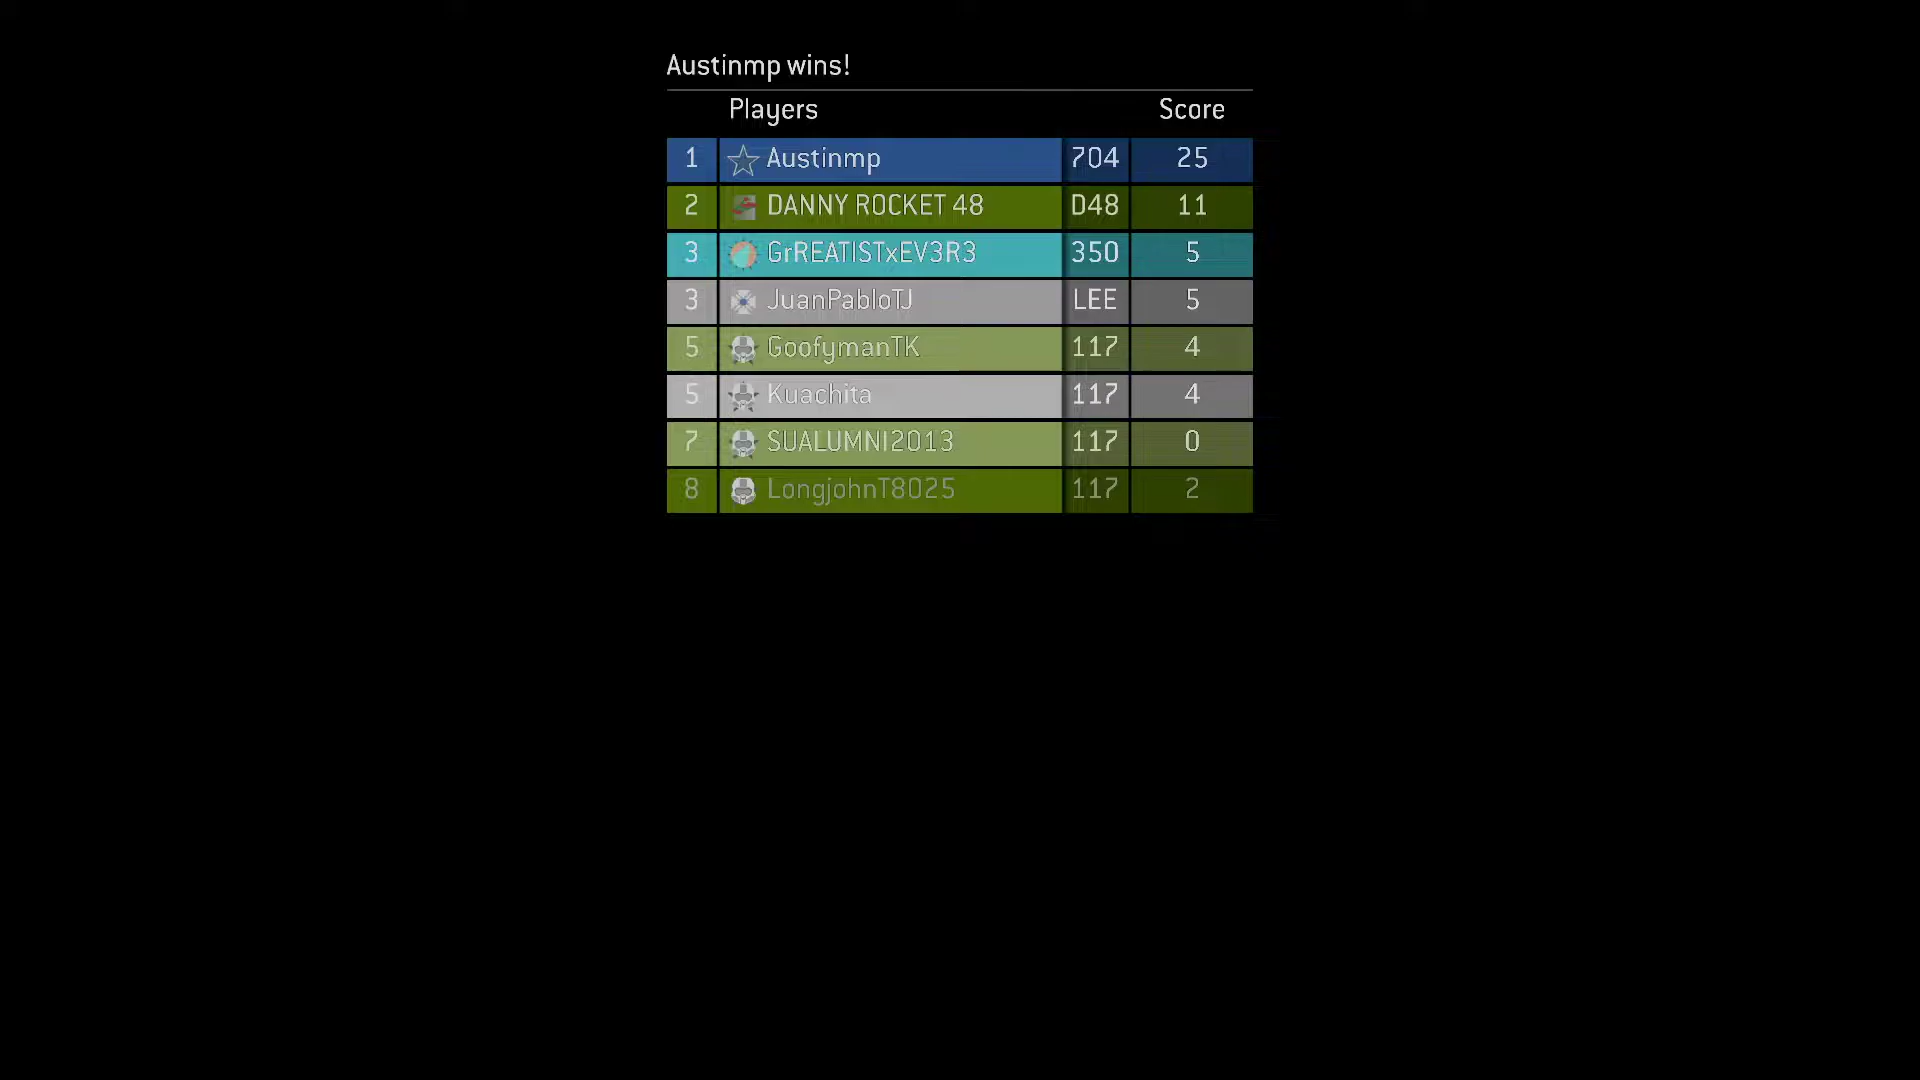 Austinmp wins!
Players Score
1 Austinmp 704 25
2 DANNY ROCKET 48 D48 11
3 GrREATISTxEV3R3 350 5
3 JuanPabloTJ LEE 5
5 GoofymanTK 117 4
5 Kuachita 117 4
7 SUALUMNI2013 117 0
8 LongjohnT8025 117 2